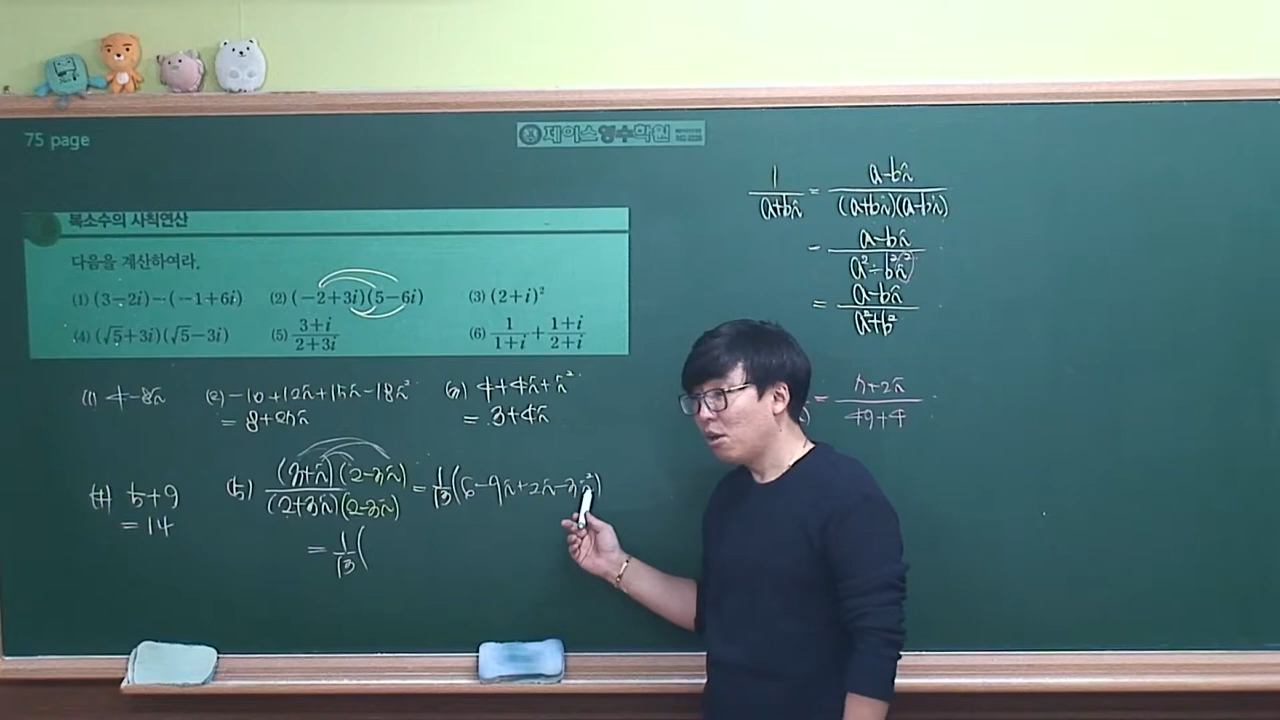 75 page
제이스영수학원
복소수의 사칙연산
다음을 계산하여라.
(1) (3-2i)-(-1+6i) (2) (-2+3i)(5-6i) (3) (2+i)²
(4) (√5+3i)(√5-3i) (5) (3+i)/(2+3i) (6) 1/(1+i)+(1+i)/(2+i)
(1) 4-8i (2) -10+12i+15i-18i² (3) 4+4i+i²
= 8+27i = 3+4i
(4) 5+9
= 14
(5) (3+i)(2-3i)/(2+3i)(2-3i) = 1/13(6-9i+2i-3i²)
= 1/13(
1/(a+bi) = (a-bi)/((a+bi)(a-bi))
= (a-bi)/(a²-b²i²)
= (a-bi)/(a²+b²)
= (5+2i)/(49+4)